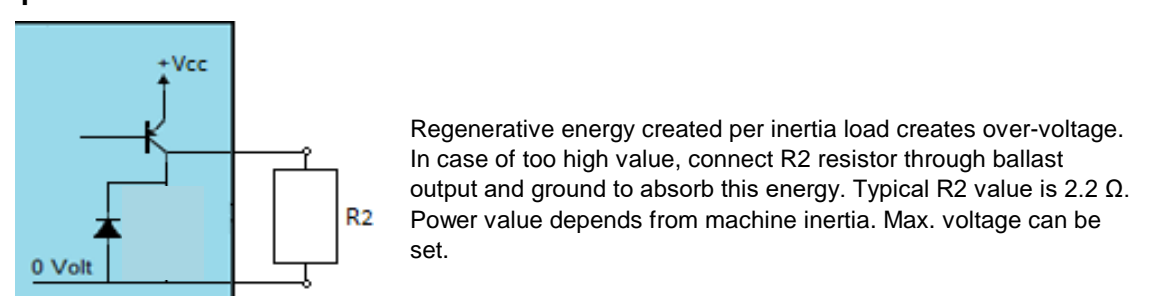 +Vcc
Regenerative energy created per inertia load creates over-voltage.
In case of too high value, connect R2 resistor through ballast
output and ground to absorb this energy. Typical R2 value is 2.2 Ω.
R2
Power value depends from machine inertia. Max. voltage can be
set.
0 Volt